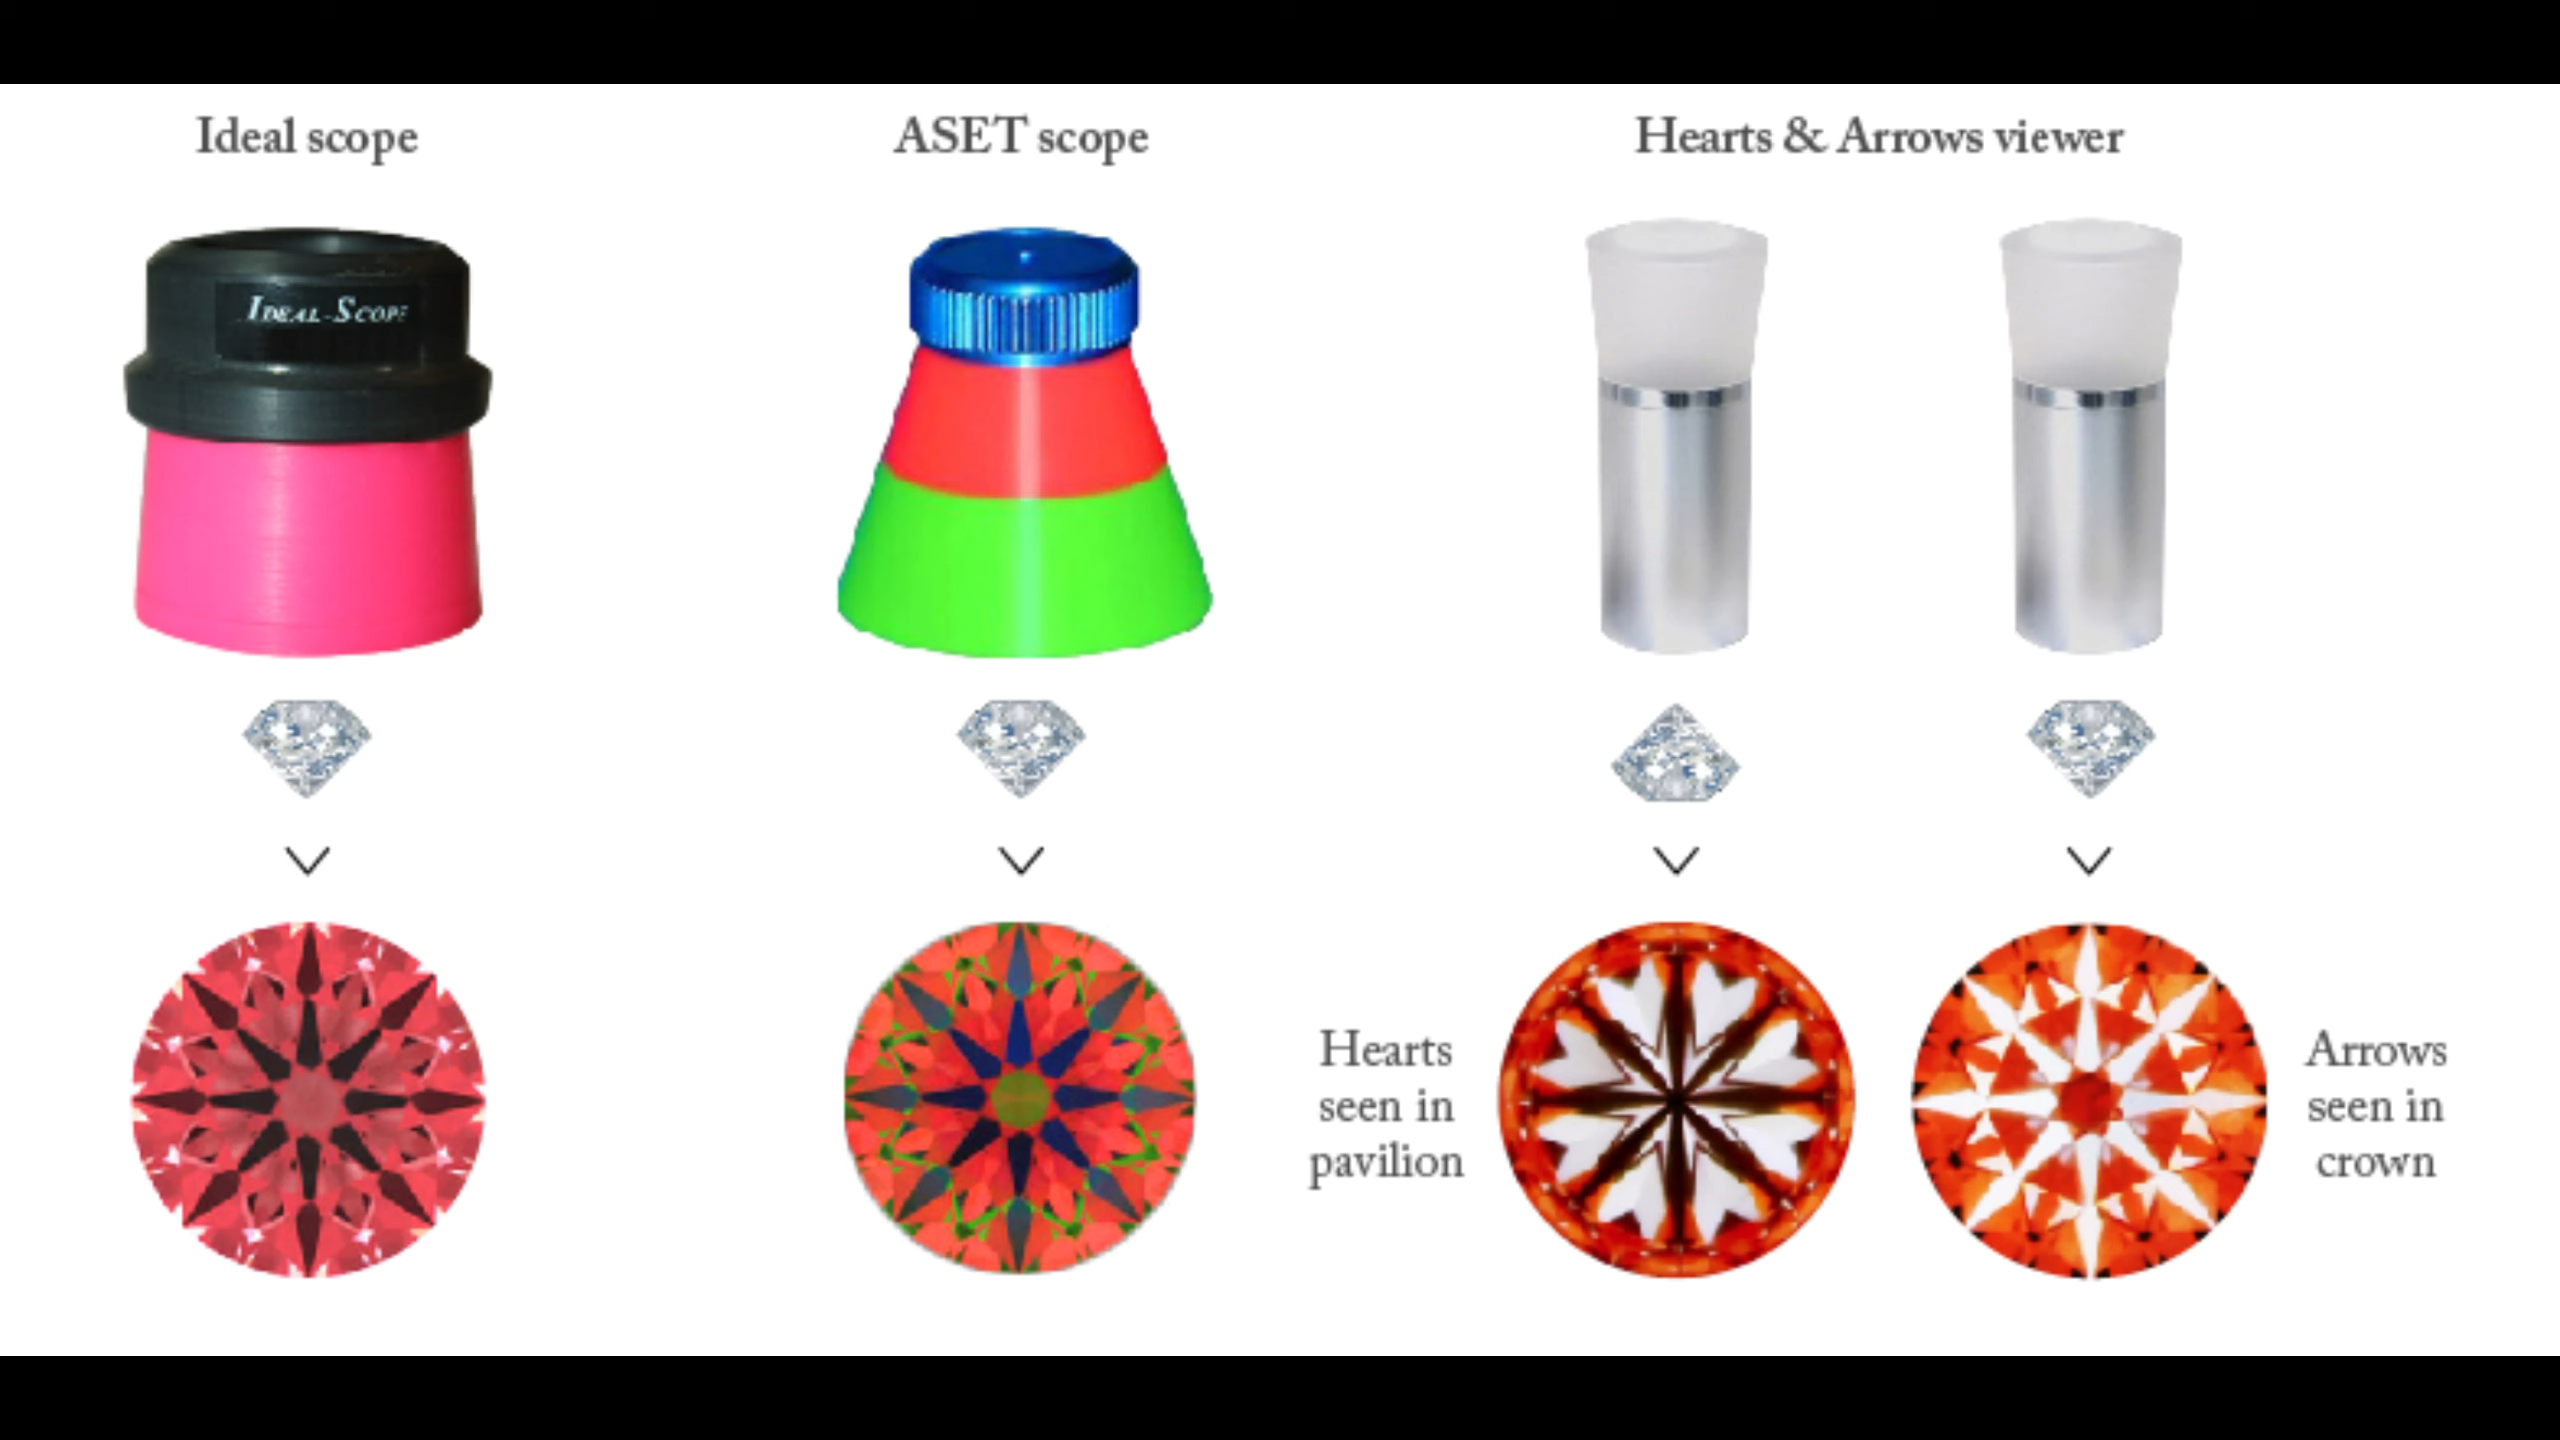 Ideal scope
ASET scope
Hearts & Arrows viewer
IDEAL-SCOPE
Hearts
seen in
pavilion
Arrows
seen in
crown